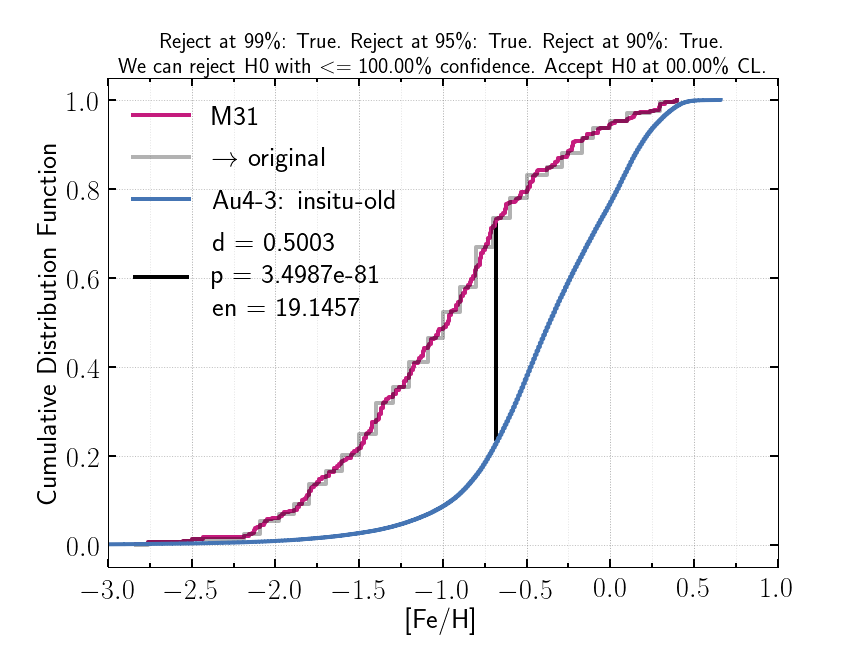 Reject at 99%: True. Reject at 95%: True. Reject at 90%: True.
We can reject H0 with <= 100.00% confidence. Accept H0 at 00.00% CL.
M31
→ original
Au4-3: insitu-old
d = 0.5003
p = 3.4987e-81
en = 19.1457
Cumulative Distribution Function
1.0
0.8
0.6
0.4
0.2
0.0
−3.0 −2.5 −2.0 −1.5 −1.0 −0.5 0.0 0.5 1.0
[Fe/H]